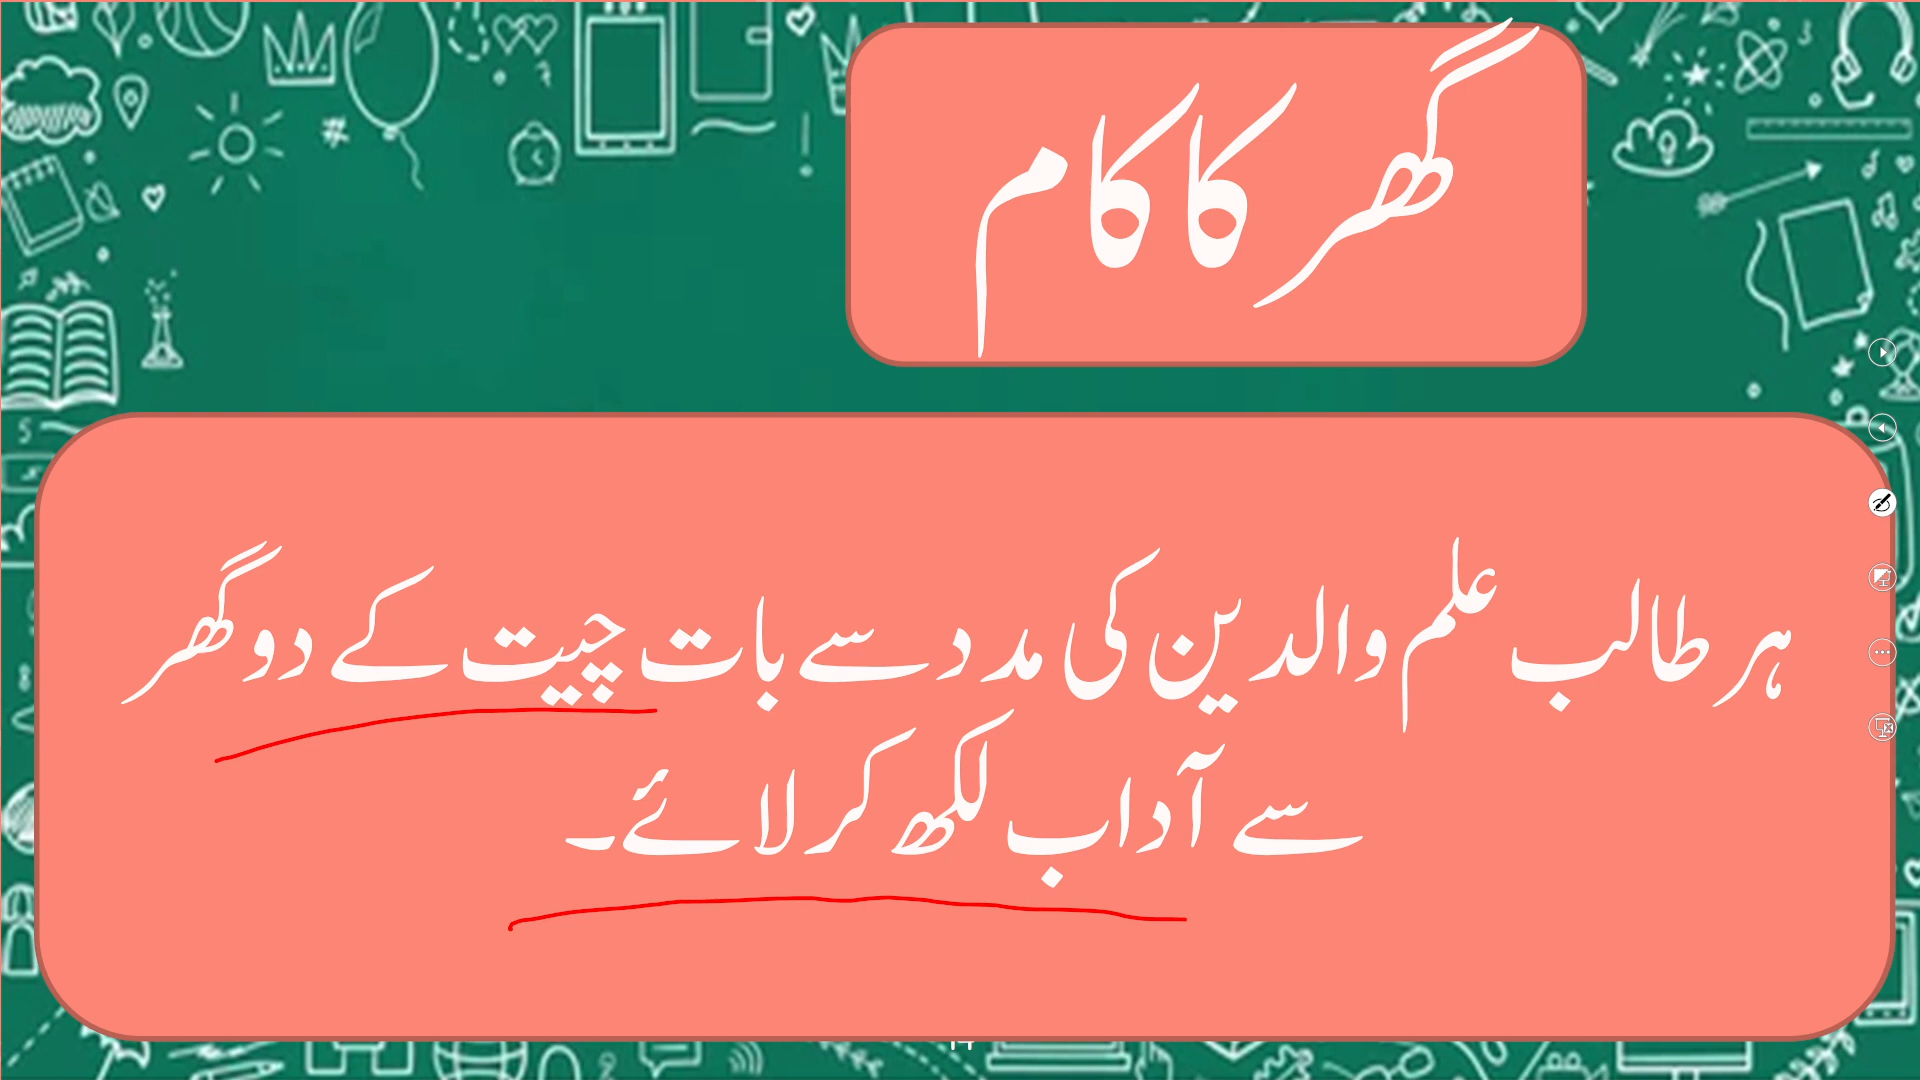 گھر کا کام
ہر طالب علم والدین کی مدد سے بات چیت کے دو گھر
سے آداب لکھ کر لائے۔